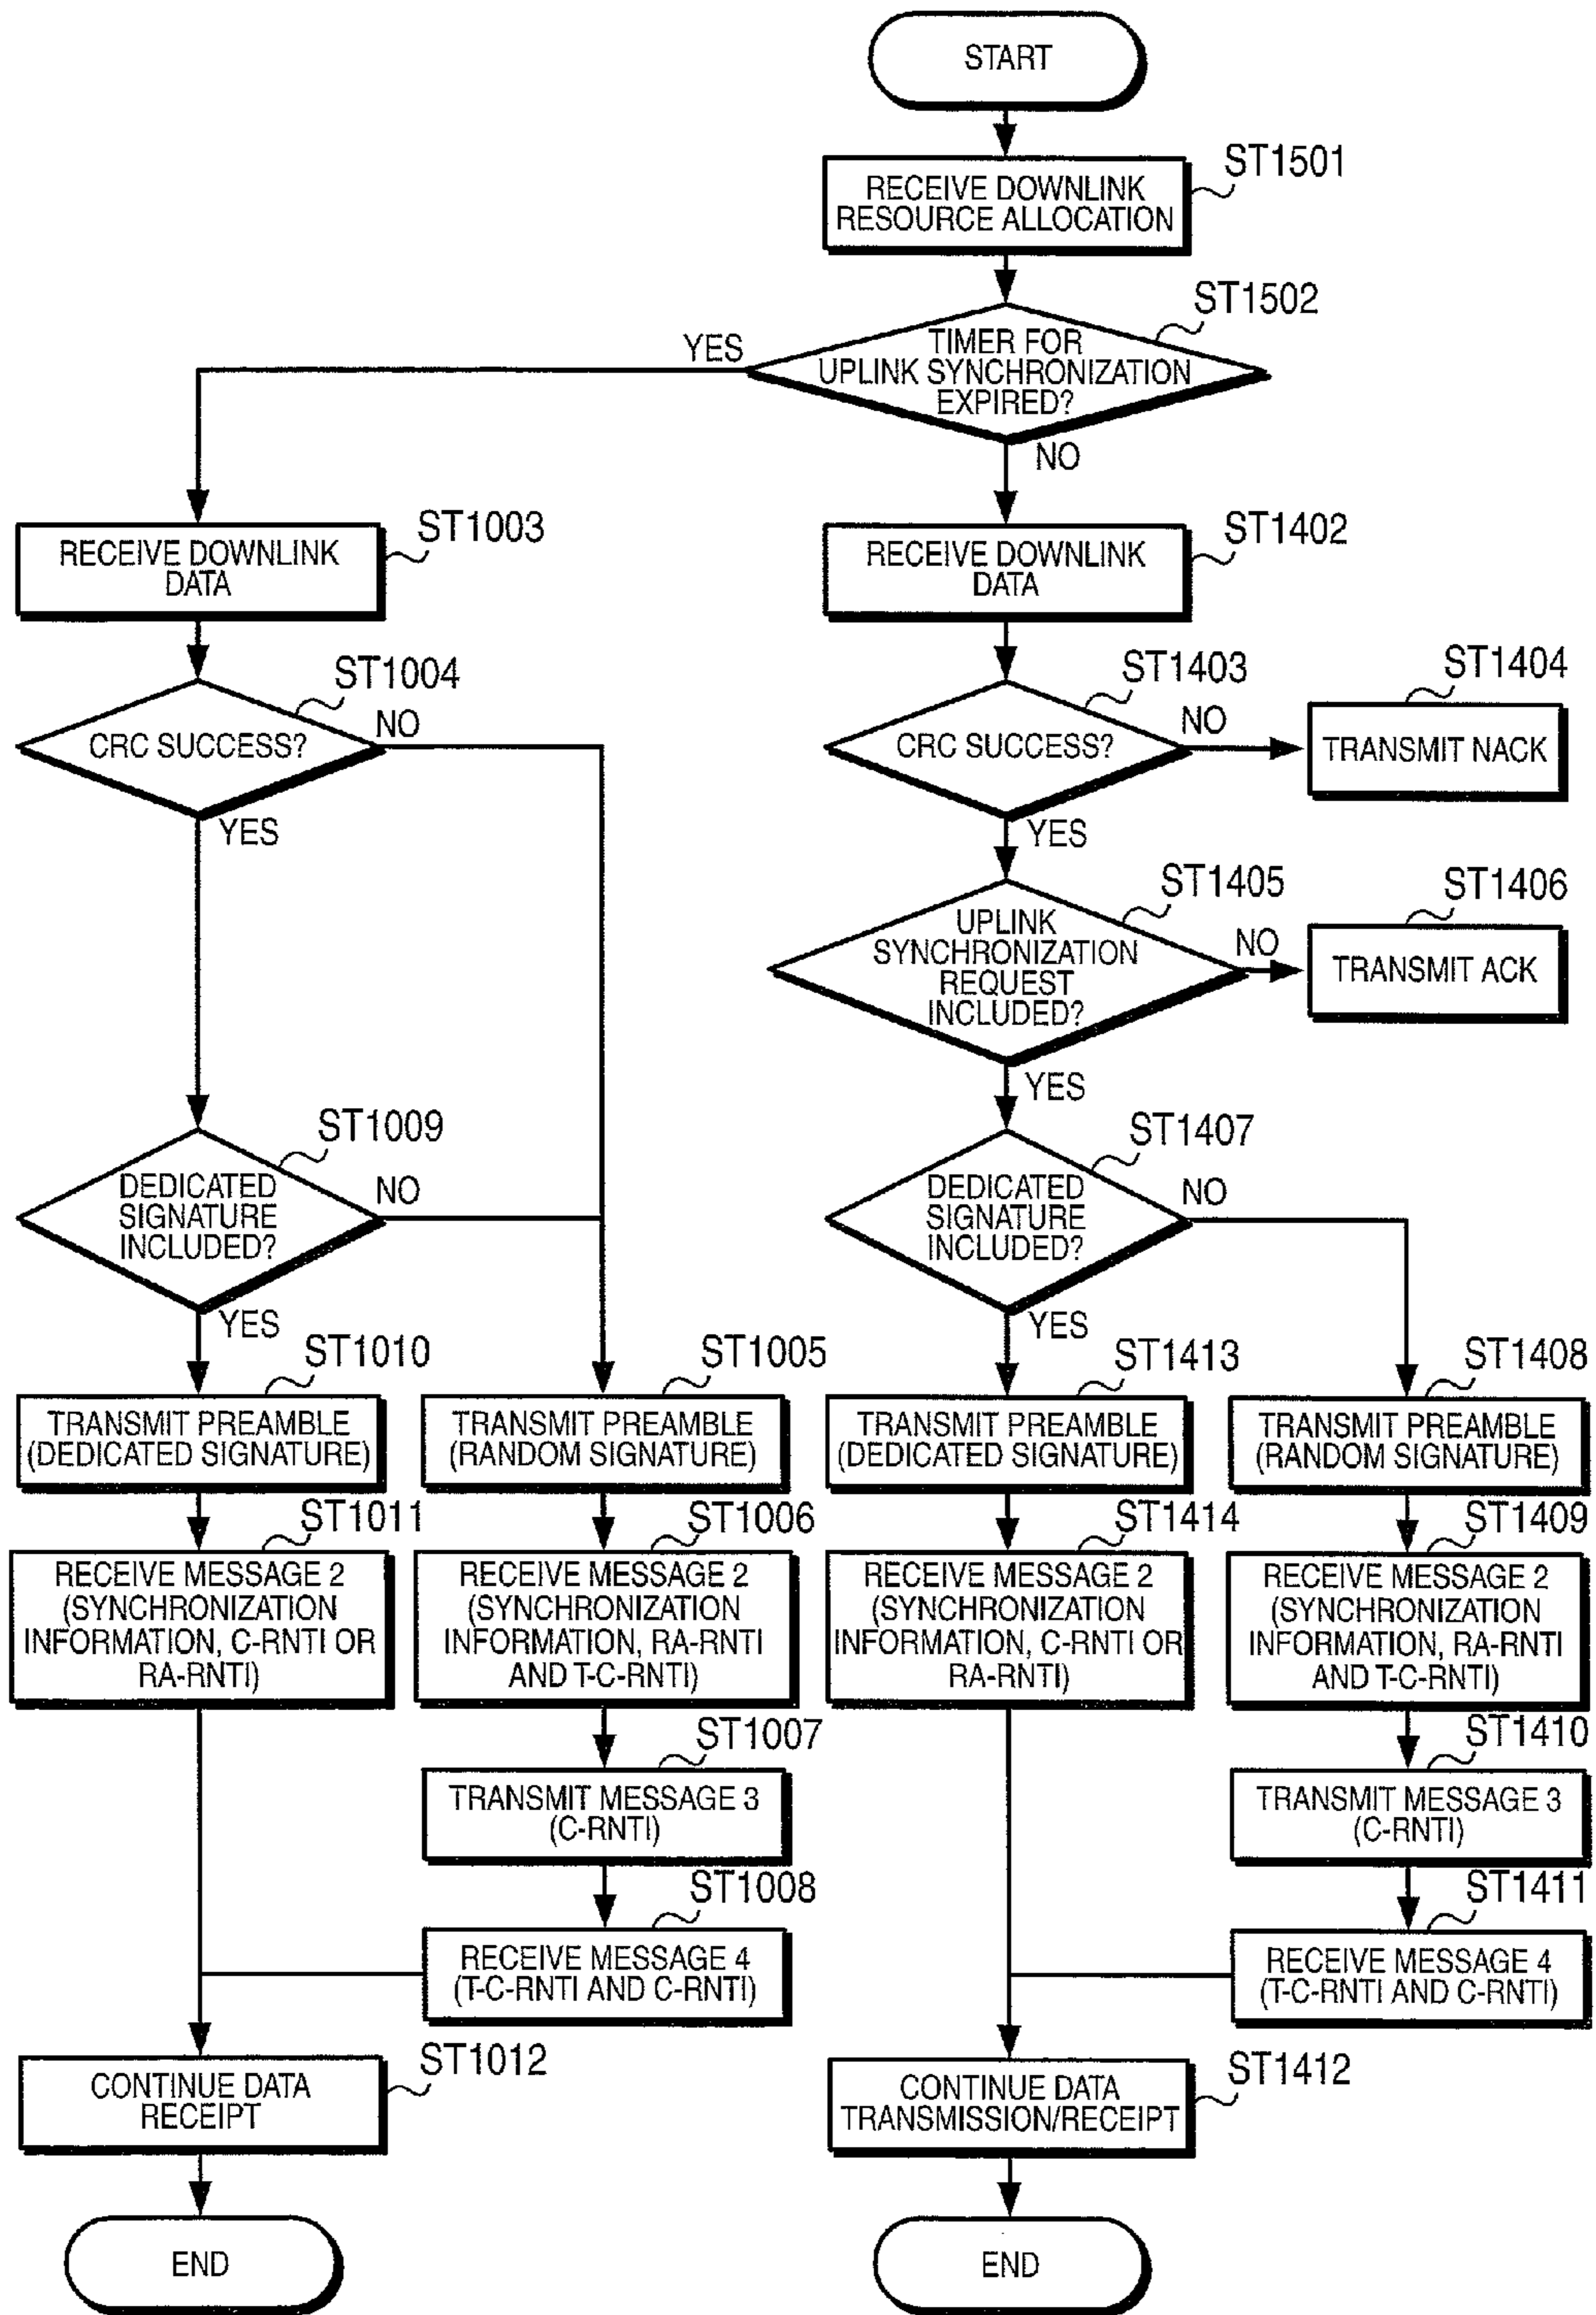 START
ST1501
RECEIVE DOWNLINK
RESOURCE ALLOCATION
ST1502
YES
TIMER FOR
UPLINK SYNCHRONIZATION
EXPIRED?
NO
ST1003
RECEIVE DOWNLINK
DATA
ST1402
RECEIVE DOWNLINK
DATA
ST1004
CRC SUCCESS?
NO
YES
ST1403
CRC SUCCESS?
NO
YES
ST1404
TRANSMIT NACK
ST1405
UPLINK
SYNCHRONIZATION
REQUEST
INCLUDED?
NO
YES
ST1406
TRANSMIT ACK
ST1009
DEDICATED
SIGNATURE
INCLUDED?
NO
YES
ST1407
DEDICATED
SIGNATURE
INCLUDED?
NO
YES
ST1010
TRANSMIT PREAMBLE
(DEDICATED SIGNATURE)
ST1005
TRANSMIT PREAMBLE
(RANDOM SIGNATURE)
ST1413
TRANSMIT PREAMBLE
(DEDICATED SIGNATURE)
ST1408
TRANSMIT PREAMBLE
(RANDOM SIGNATURE)
ST1011
RECEIVE MESSAGE 2
(SYNCHRONIZATION
INFORMATION, C-RNTI OR
RA-RNTI)
ST1006
RECEIVE MESSAGE 2
(SYNCHRONIZATION
INFORMATION, RA-RNTI
AND T-C-RNTI)
ST1414
RECEIVE MESSAGE 2
(SYNCHRONIZATION
INFORMATION, C-RNTI OR
RA-RNTI)
ST1409
RECEIVE MESSAGE 2
(SYNCHRONIZATION
INFORMATION, RA-RNTI
AND T-C-RNTI)
ST1007
TRANSMIT MESSAGE 3
(C-RNTI)
ST1410
TRANSMIT MESSAGE 3
(C-RNTI)
ST1008
RECEIVE MESSAGE 4
(T-C-RNTI AND C-RNTI)
ST1411
RECEIVE MESSAGE 4
(T-C-RNTI AND C-RNTI)
ST1012
CONTINUE DATA
RECEIPT
ST1412
CONTINUE DATA
TRANSMISSION/RECEIPT
END
END